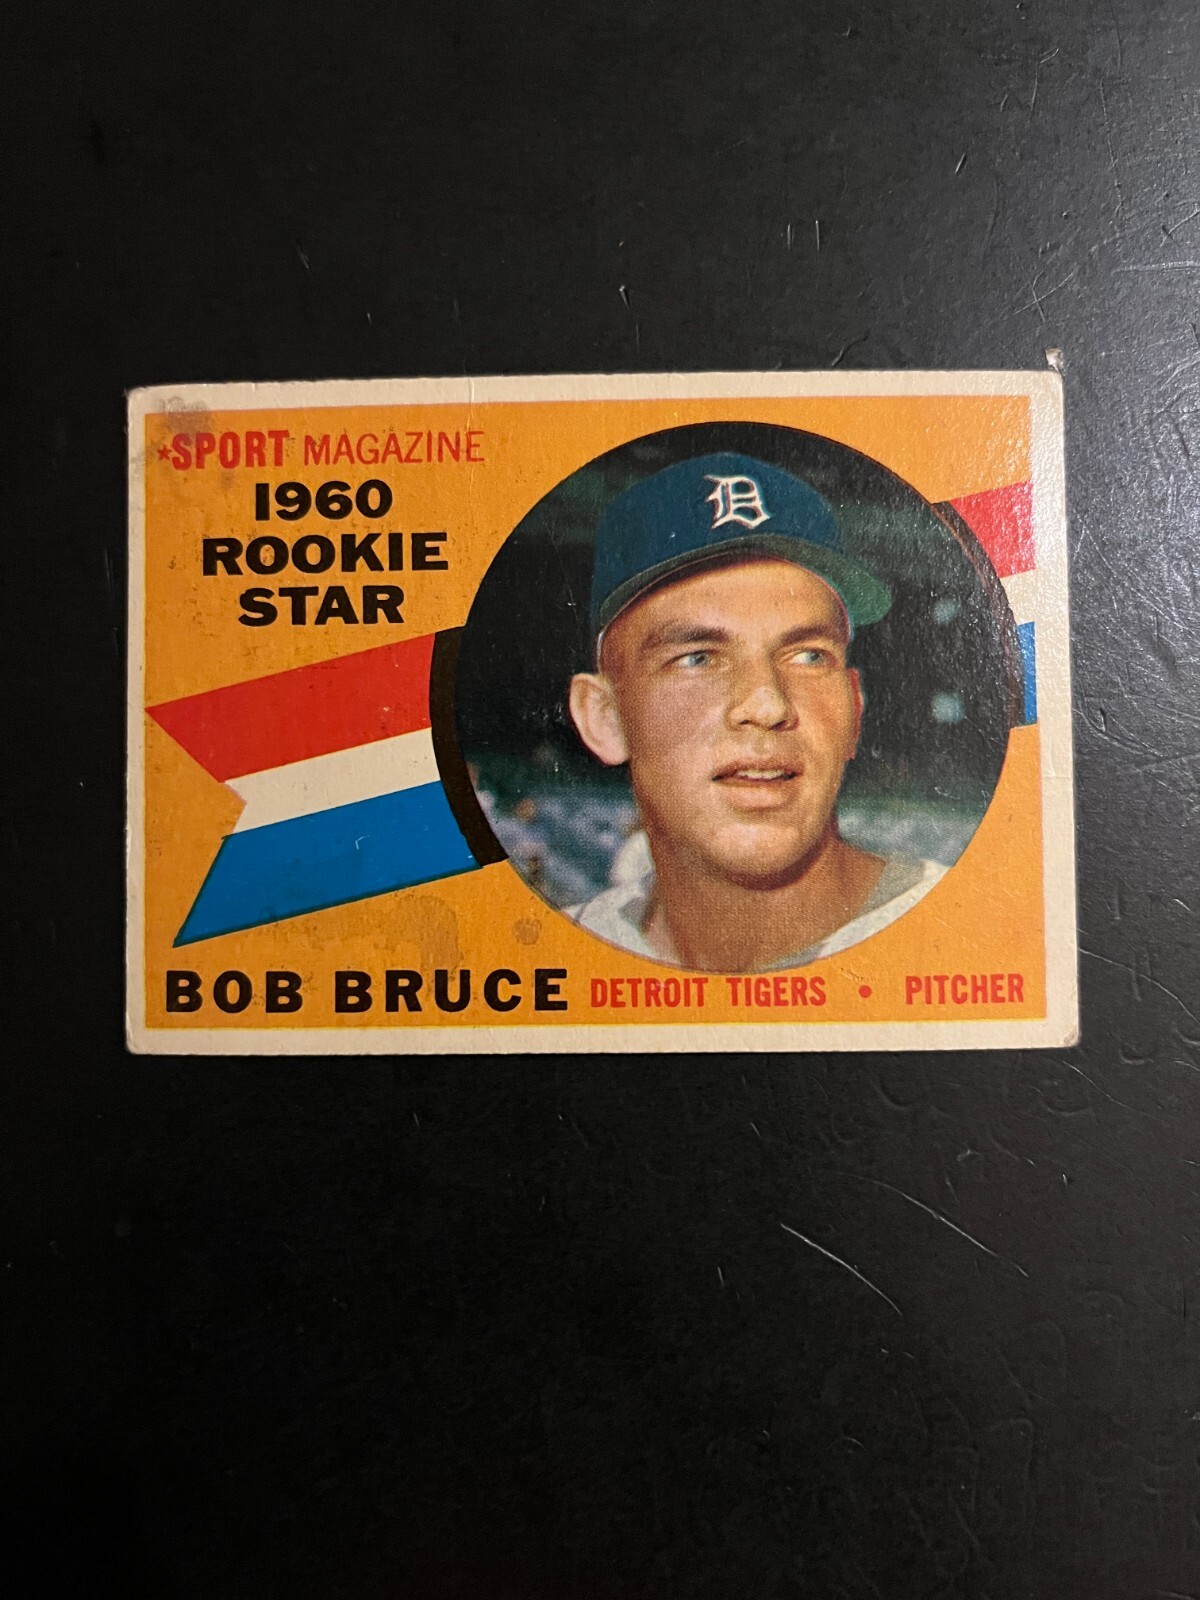 ★SPORT MAGAZINE
1960
ROOKIE
STAR
D
BOB BRUCE DETROIT TIGERS • PITCHER